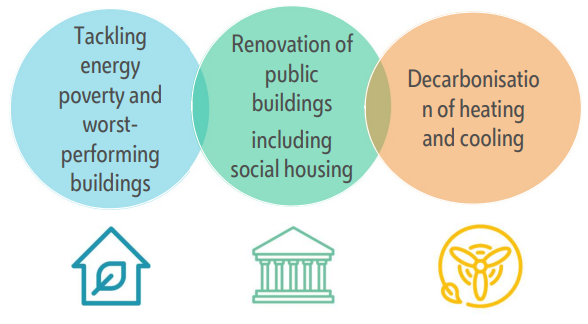 Tackling
energy
poverty and
worst-
performing
buildings
Renovation of
public
buildings
including
social housing
Decarbonisatio
n of heating
and cooling